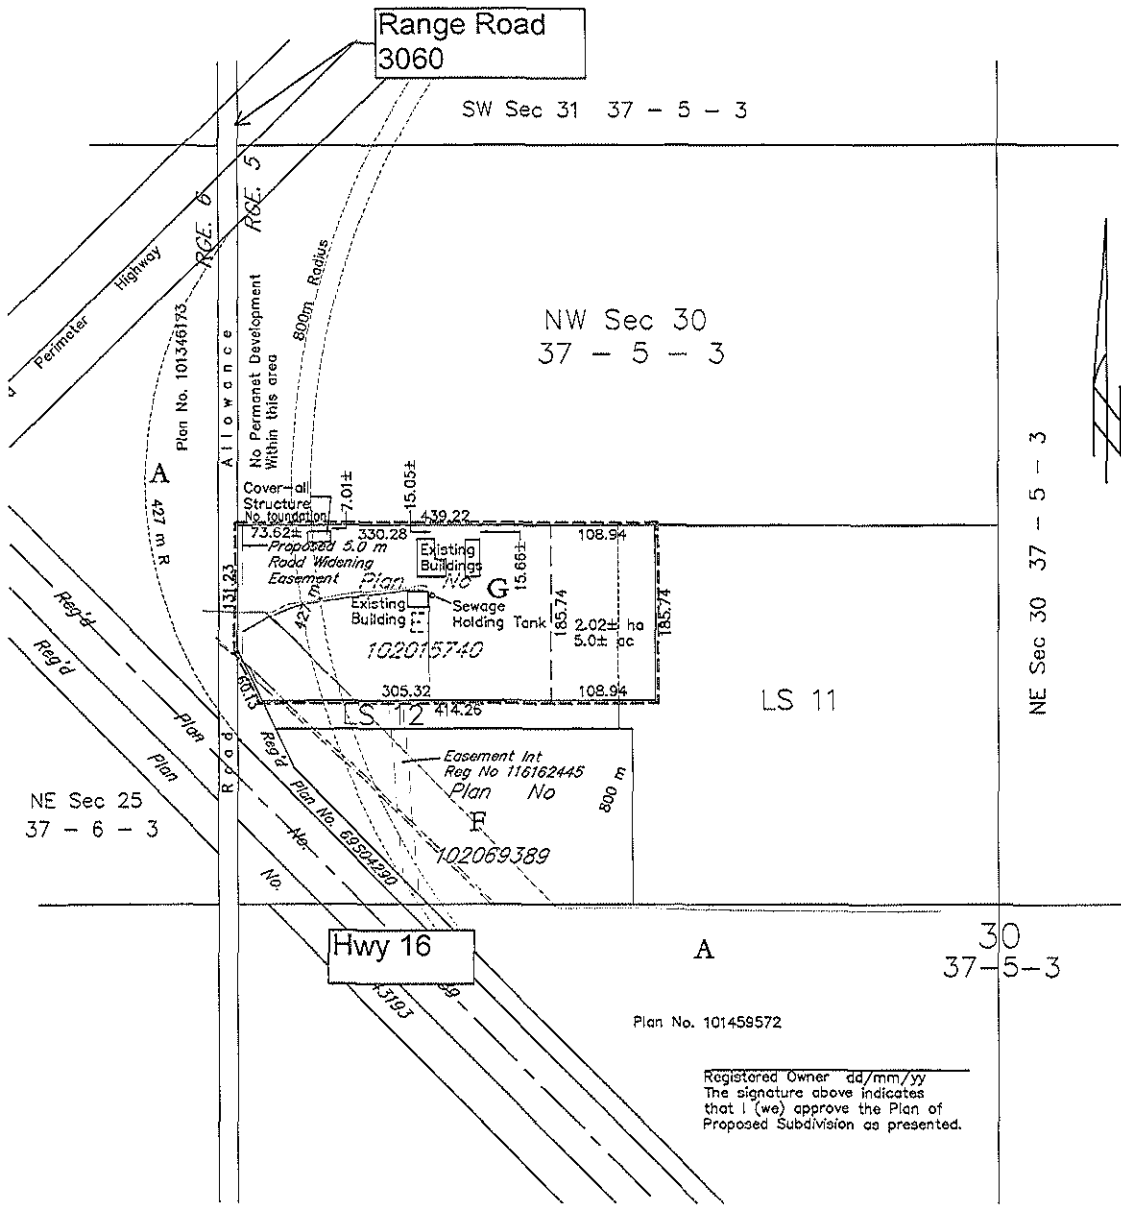 Range Road
3060
SW Sec 31 37 - 5 - 3
RGE. 6
RGE. 5
Perimeter Highway
Plan No. 101346173
Allowance
No Permanet Development
Within this area
800m Radius
NW Sec 30
37 - 5 - 3
NE Sec 30 37 - 5 - 3
A
427 m R
Cover-all
Structure
No foundation
7.01±
15.05±
439.22
73.62±
330.28
108.94
Proposed 5.0 m
Road Widening
Easement
Existing
Buildings
15.66±
Plan No
G
131.23
427 m
Existing
Building
Sewage
Holding Tank
185.74
2.02± ha
5.0± ac
185.74
102015740
60.13
305.32
108.94
LS 12
414.26
LS 11
Reg'd Plan No.
Reg'd Plan No.
Road
Reg'd Plan No. 69S04290
Easement Int
Reg No 116162445
Plan No
F
102069389
800 m
NE Sec 25
37 - 6 - 3
Hwy 16
43193
A
30
37-5-3
Plan No. 101459572
Registered Owner dd/mm/yy
The signature above indicates
that I (we) approve the Plan of
Proposed Subdivision as presented.